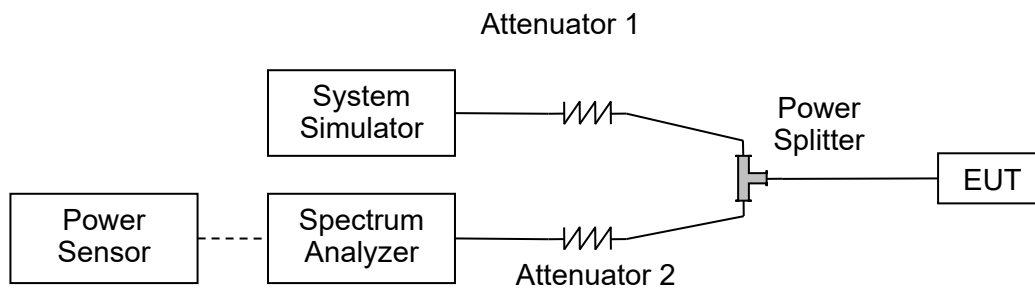 Attenuator 1
System
Simulator
Power
Splitter
EUT
Power
Sensor
Spectrum
Analyzer
Attenuator 2